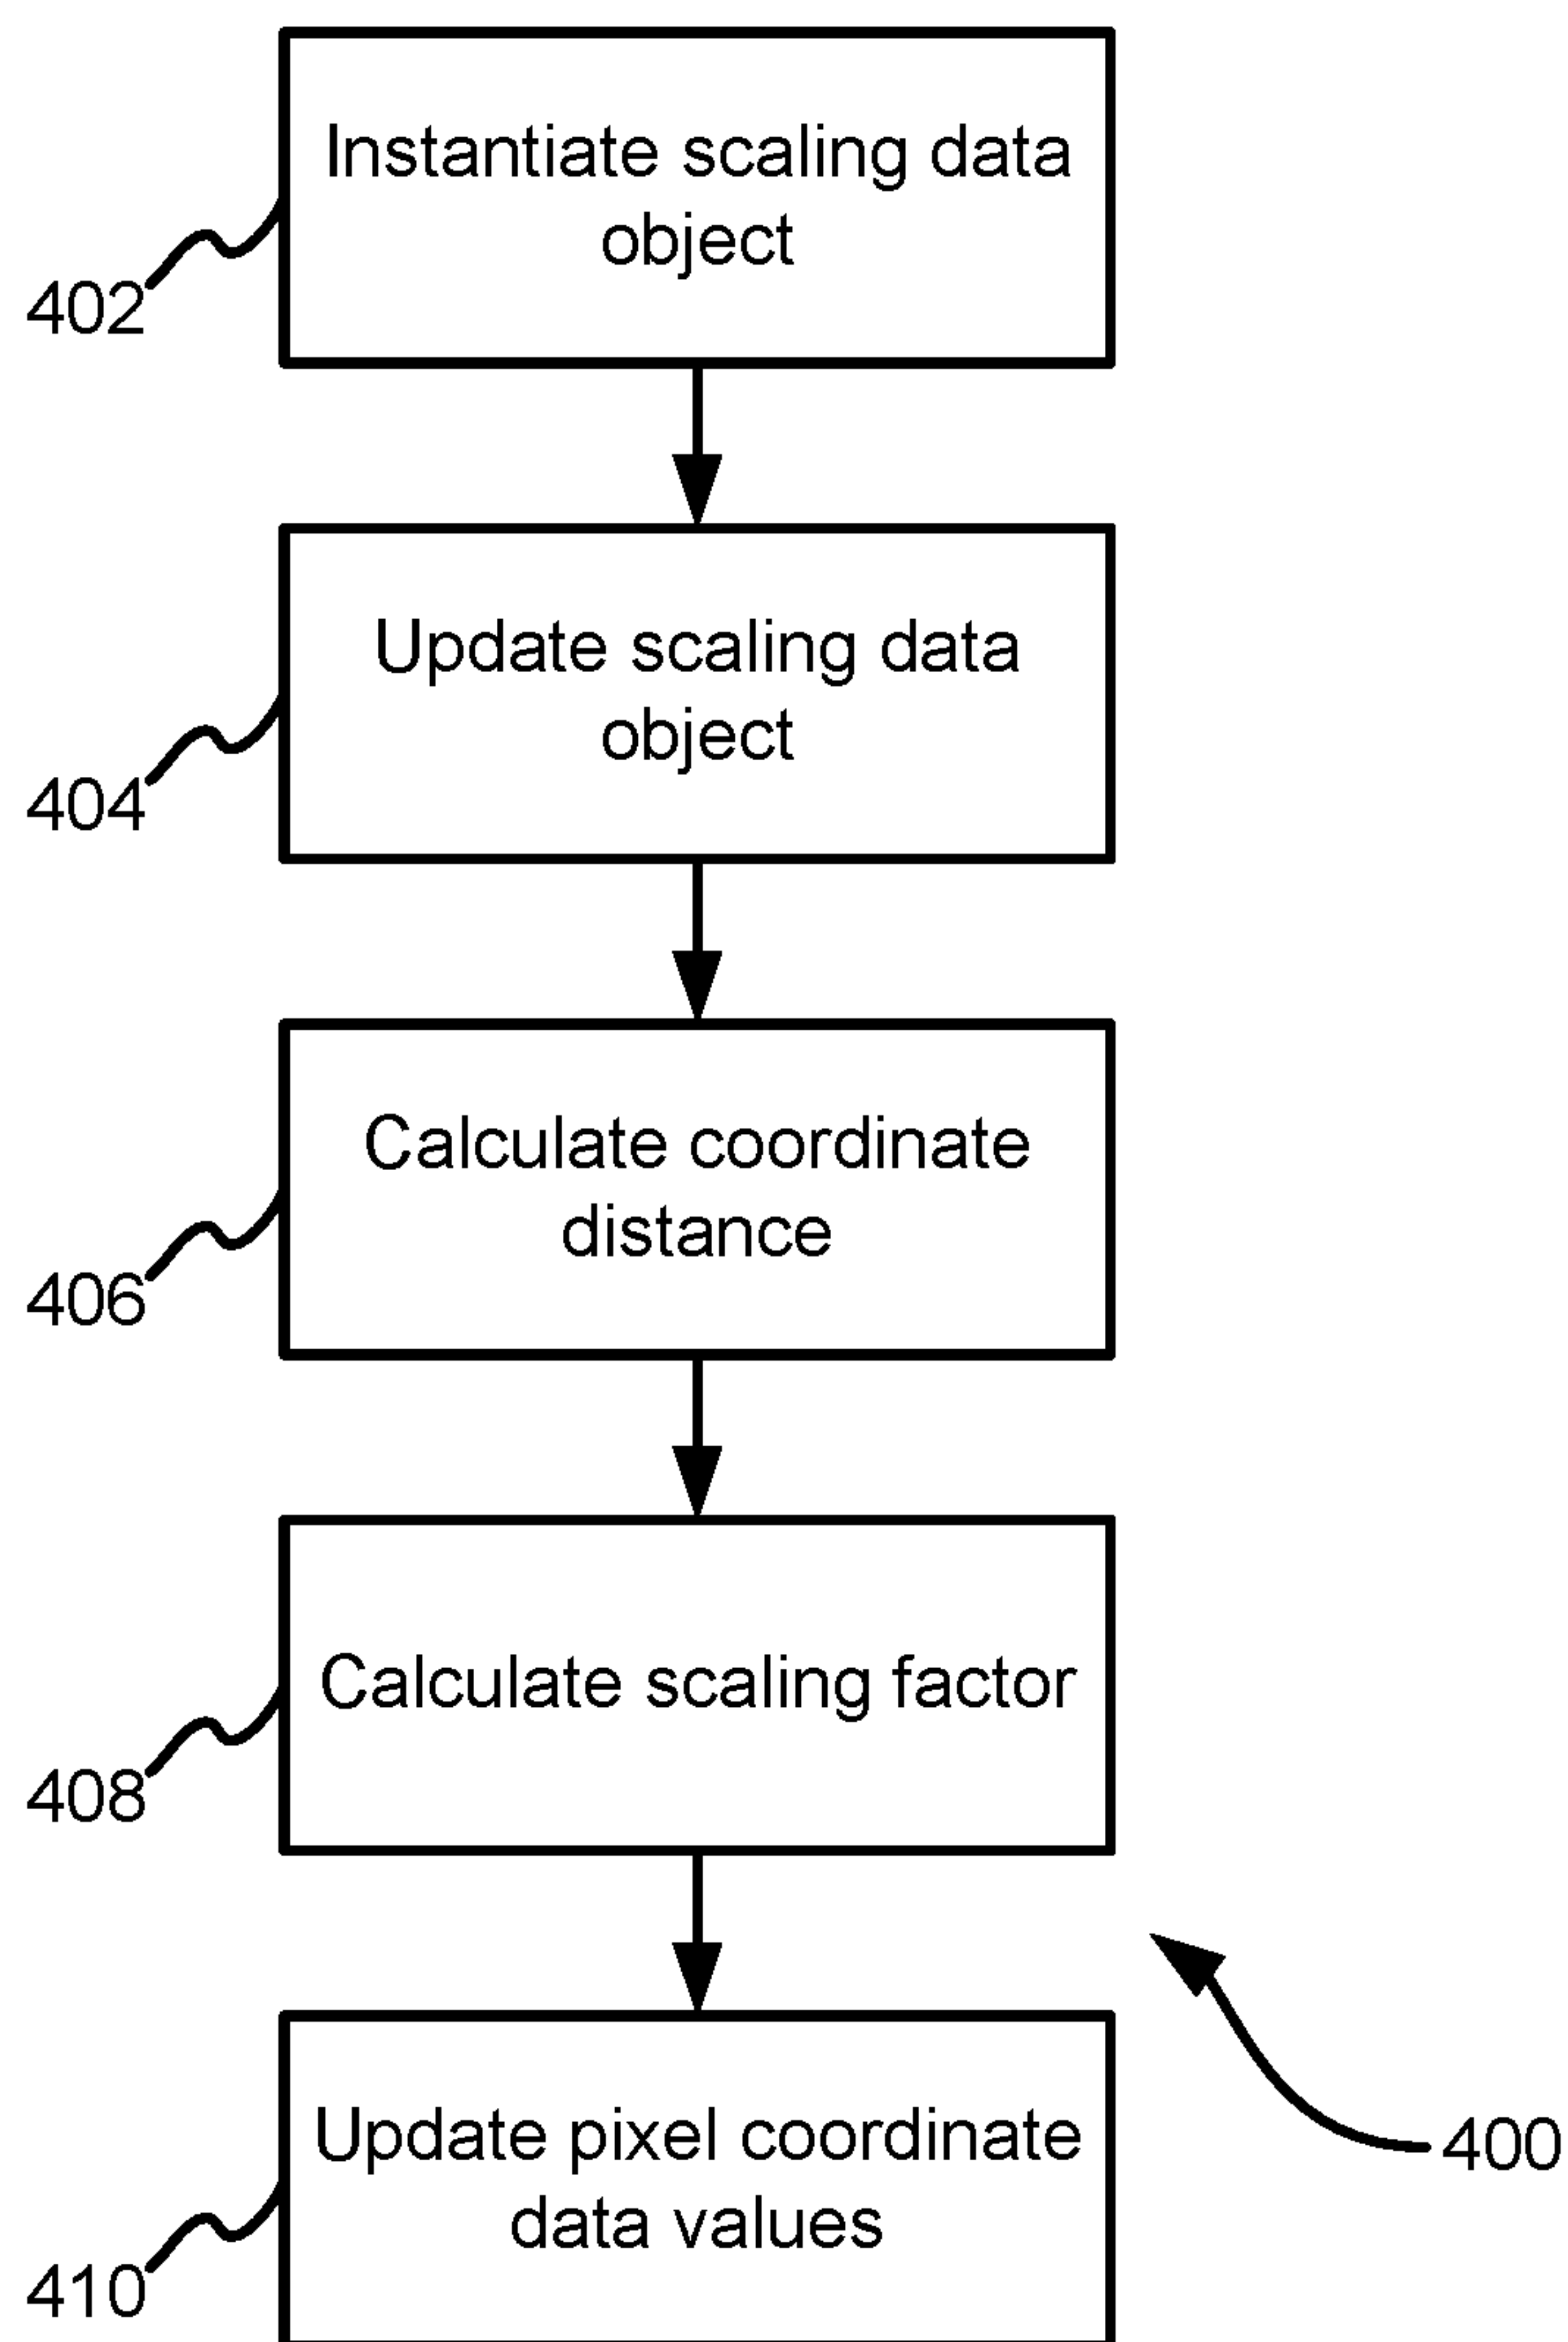 Instantiate scaling data
object
402
Update scaling data
object
404
Calculate coordinate
distance
406
Calculate scaling factor
408
Update pixel coordinate
data values
400
410